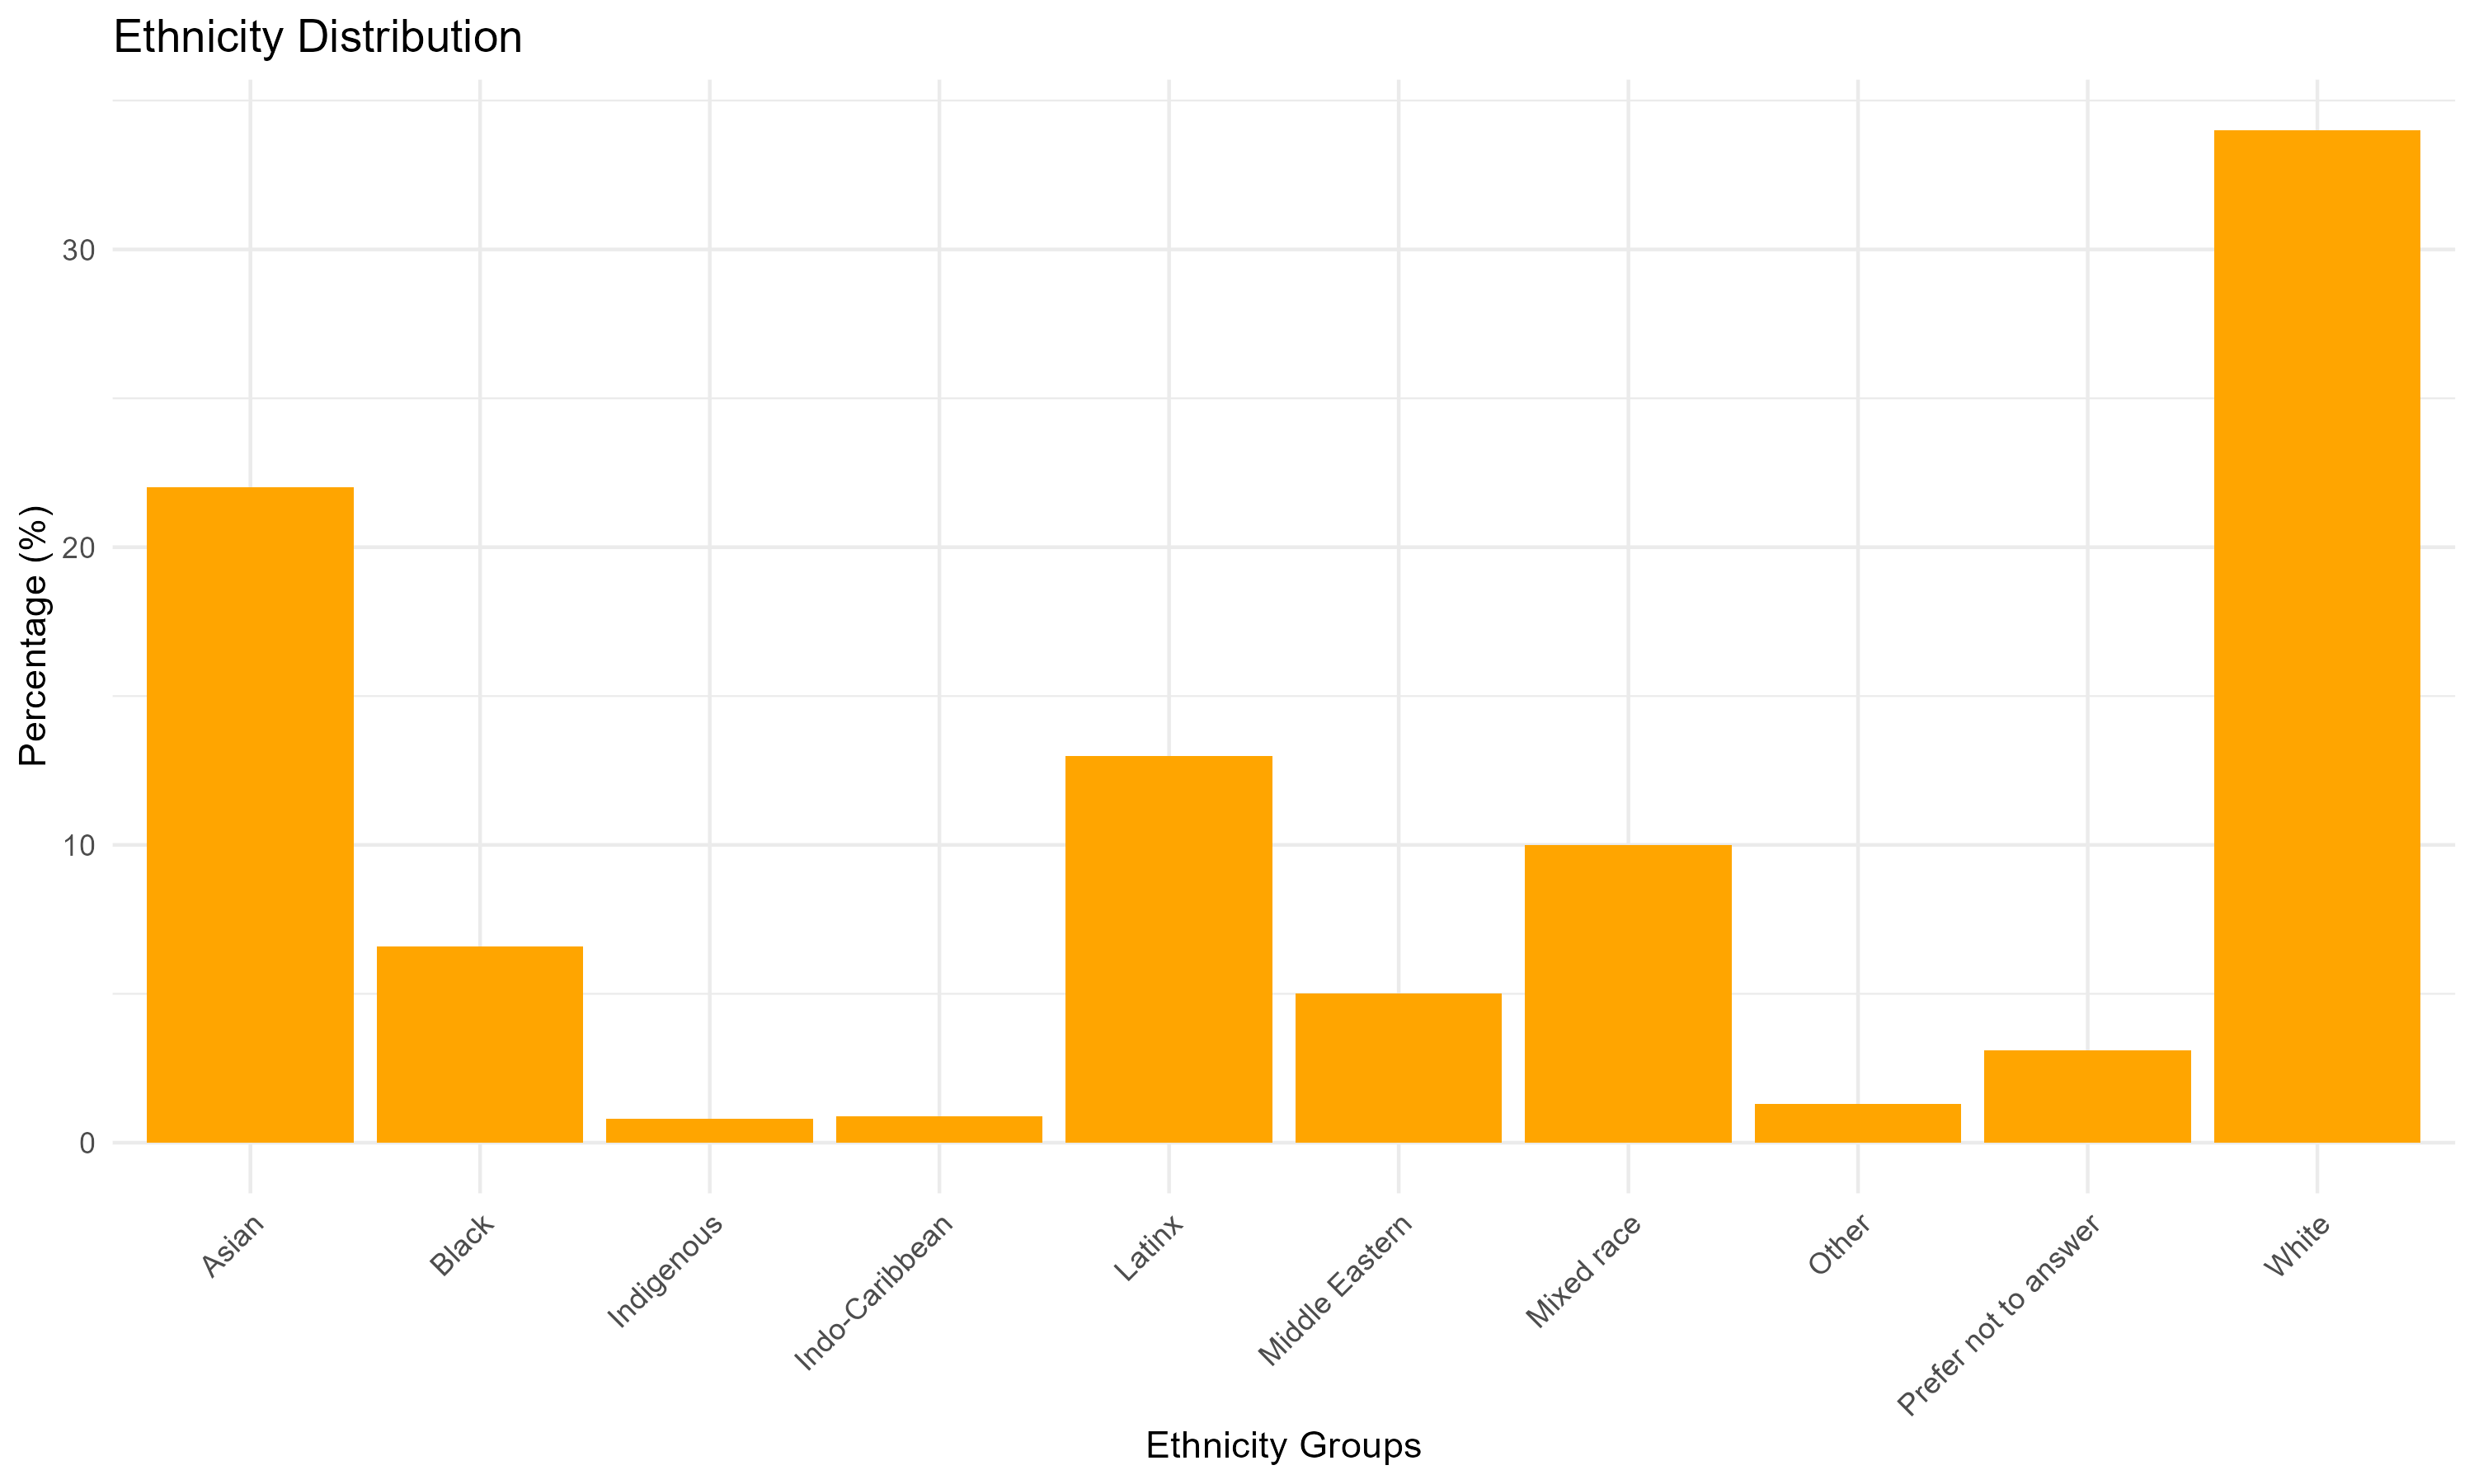 Ethnicity Distribution
Percentage (%)
30
20
10
0
Asian
Black
Indigenous
Indo-Caribbean
Latinx
Middle Eastern
Mixed race
Other
Prefer not to answer
White
Ethnicity Groups